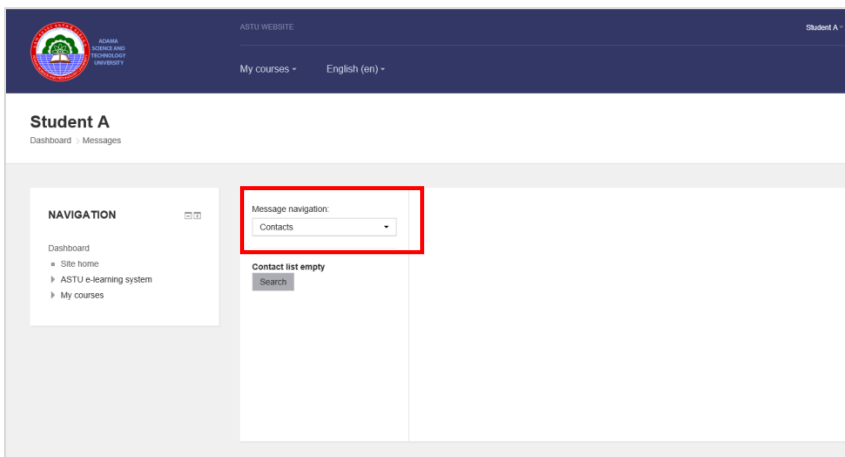 ADAMA
SCIENCE AND
TECHNOLOGY
UNIVERSITY
ASTU WEBSITE
Student A
My courses
English (en)
Student A
Dashboard > Messages
NAVIGATION
Dashboard
Site home
ASTU e-learning system
My courses
Message navigation:
Contacts
Contact list empty
Search